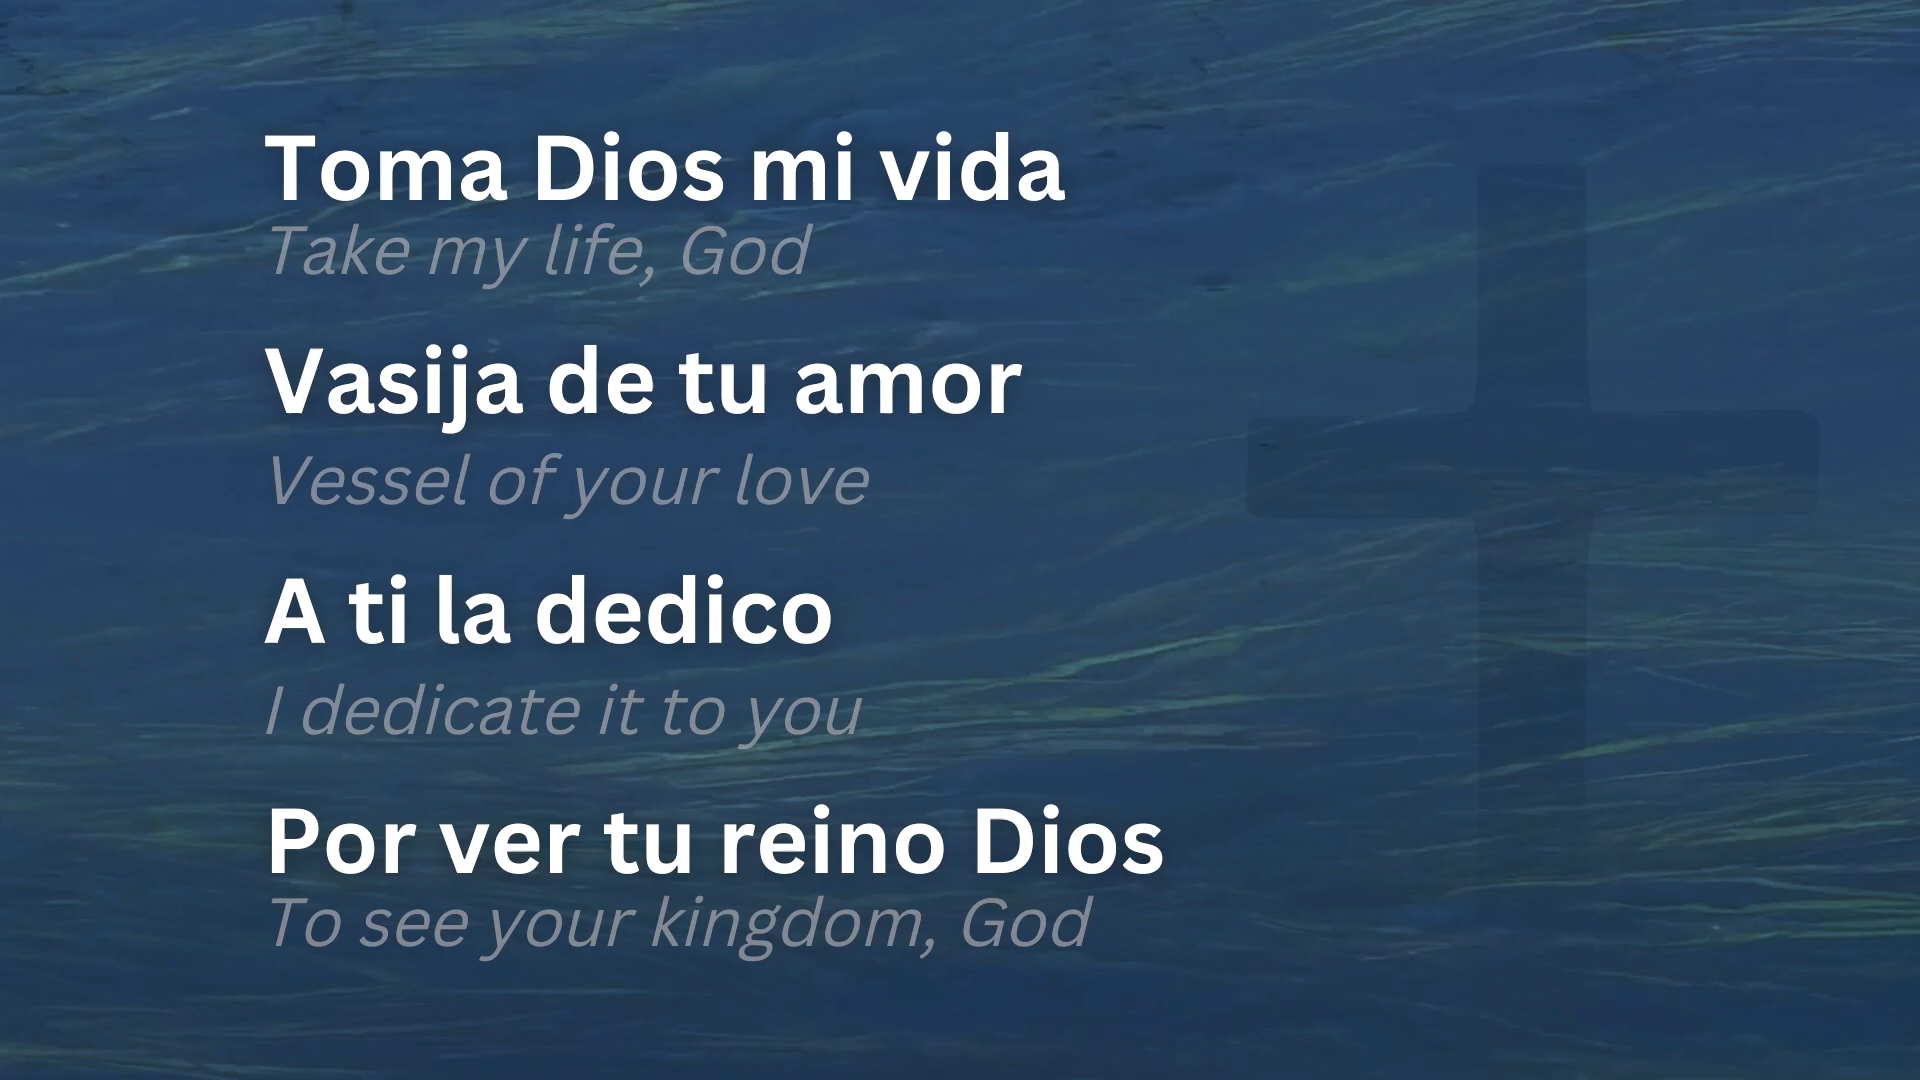 Toma Dios mi vida
Take my life, God
Vasija de tu amor
Vessel of your love
A ti la dedico
I dedicate it to you
Por ver tu reino Dios
To see your kingdom, God